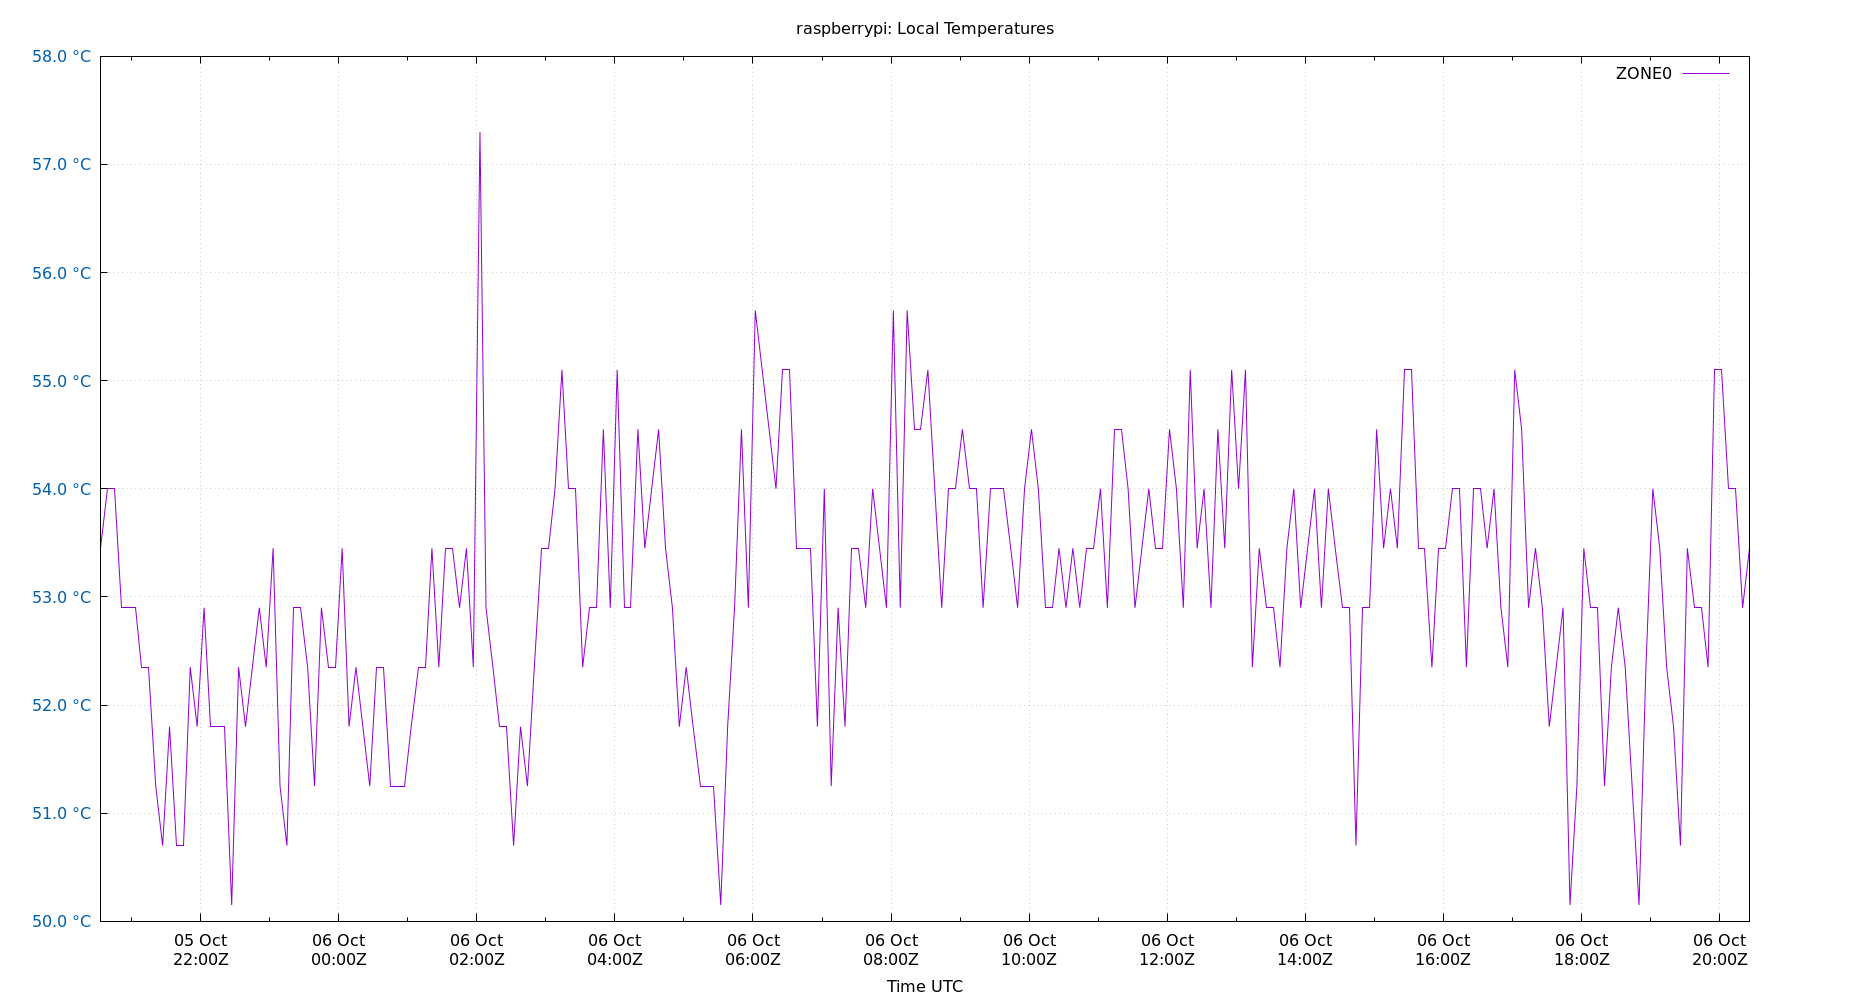 raspberrypi: Local Temperatures
58.0 °C
ZONE0
57.0 °C
56.0 °C
55.0 °C
54.0 °C
53.0 °C
52.0 °C
51.0 °C
50.0 °C
05 Oct 06 Oct 06 Oct 06 Oct 06 Oct 06 Oct 06 Oct 06 Oct 06 Oct 06 Oct 06 Oct 06 Oct
22:00Z 00:00Z 02:00Z 04:00Z 06:00Z 08:00Z 10:00Z 12:00Z 14:00Z 16:00Z 18:00Z 20:00Z
Time UTC